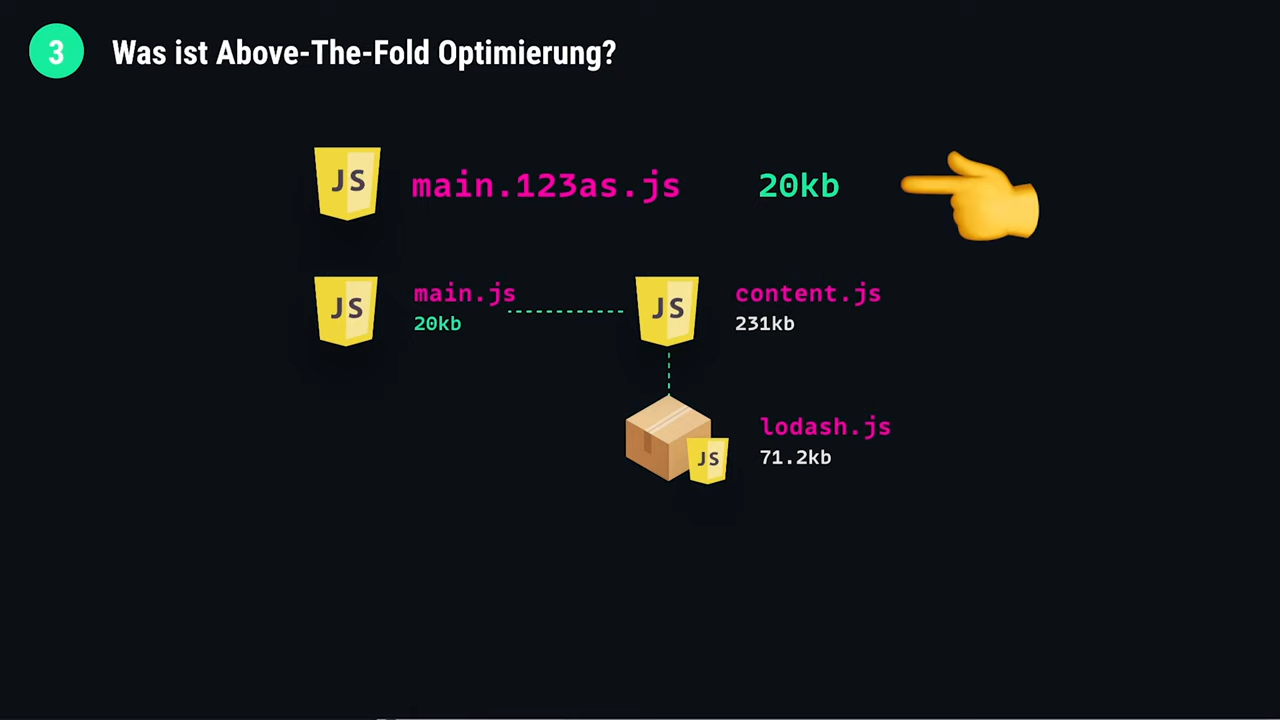 3 Was ist Above-The-Fold Optimierung?
JS main.123as.js 20kb
JS main.js
20kb
JS content.js
231kb
JS lodash.js
71.2kb